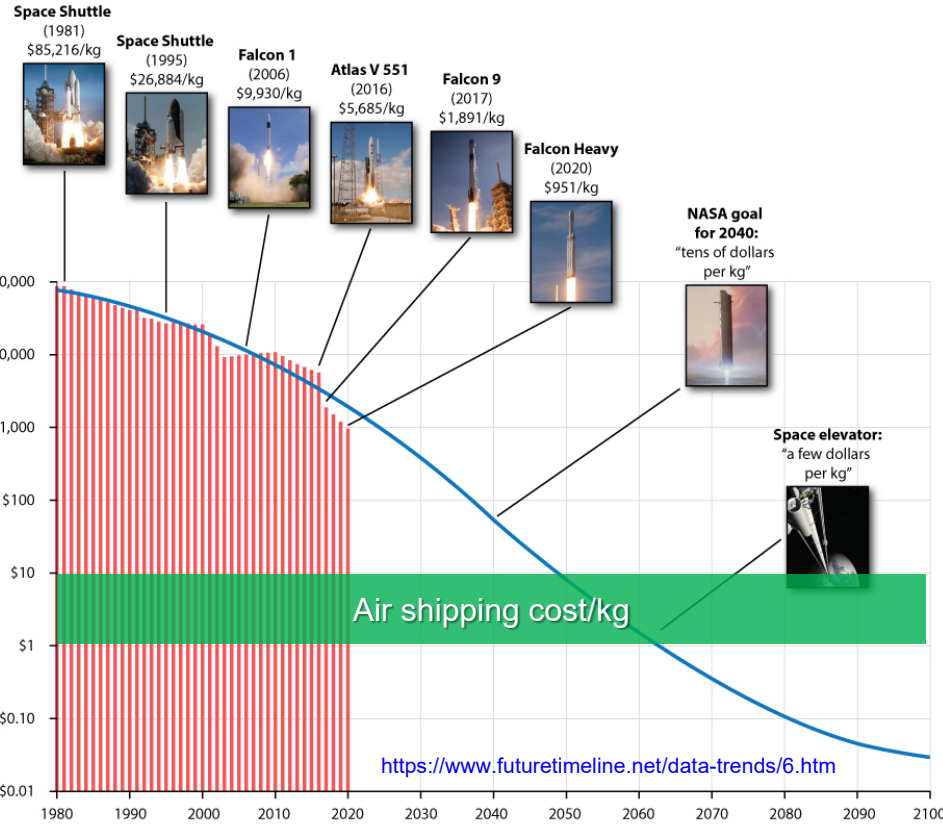 Space Shuttle
(1981)
$85,216/kg
Space Shuttle
(1995)
$26,884/kg
Falcon 1
(2006)
$9,930/kg
Atlas V 551
(2016)
$5,685/kg
Falcon 9
(2017)
$1,891/kg
Falcon Heavy
(2020)
$951/kg
NASA goal
for 2040:
“tens of dollars
per kg”
Space elevator:
“a few dollars
per kg”
0,000
0,000
1,000
$100
$10
$1
$0.10
$0.01
Air shipping cost/kg
https://www.futuretimeline.net/data-trends/6.htm
1980
1990
2000
2010
2020
2030
2040
2050
2060
2070
2080
2090
2100